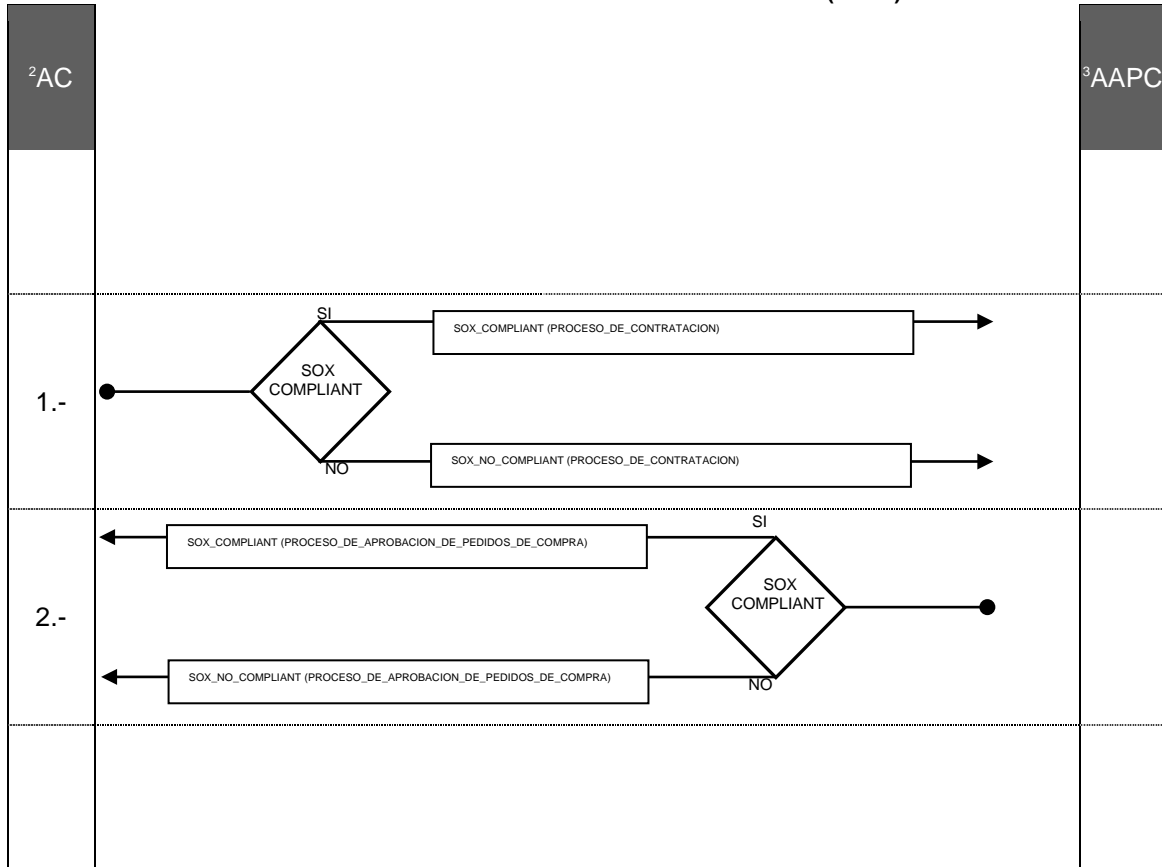 ²AC
³AAPC
SI
SOX_COMPLIANT (PROCESO_DE_CONTRATACION)
SOX
COMPLIANT
1.-
NO
SOX_NO_COMPLIANT (PROCESO_DE_CONTRATACION)
SI
SOX_COMPLIANT (PROCESO_DE_APROBACION_DE_PEDIDOS_DE_COMPRA)
SOX
COMPLIANT
2.-
SOX_NO_COMPLIANT (PROCESO_DE_APROBACION_DE_PEDIDOS_DE_COMPRA)
NO